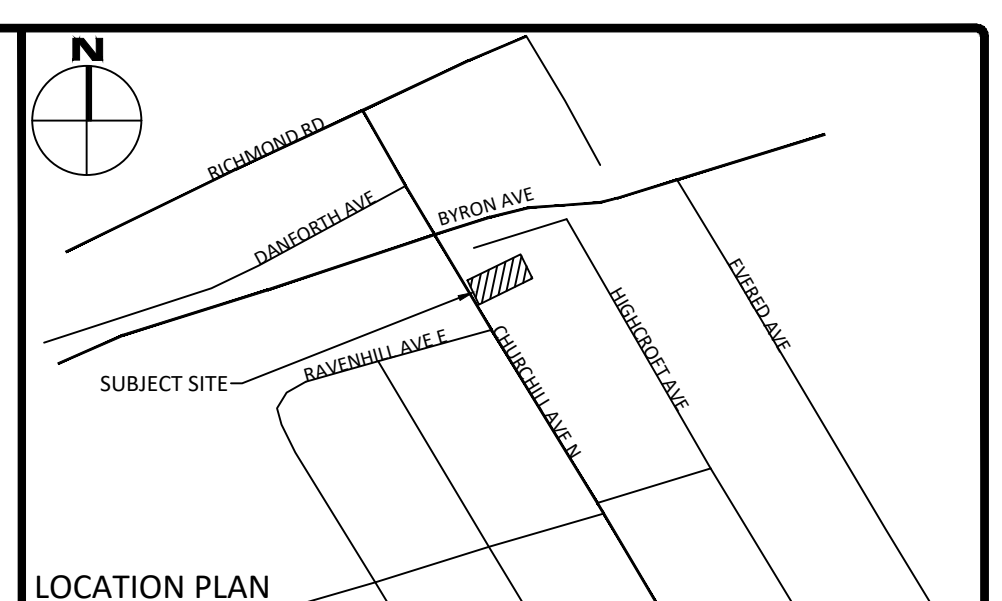 N
RICHMOND RD
DANFORTH AVE
BYRON AVE
EVERED AVE
HIGHCROFT AVE
CHURCHILL AVE N
RAVENHILL AVE E
SUBJECT SITE
LOCATION PLAN